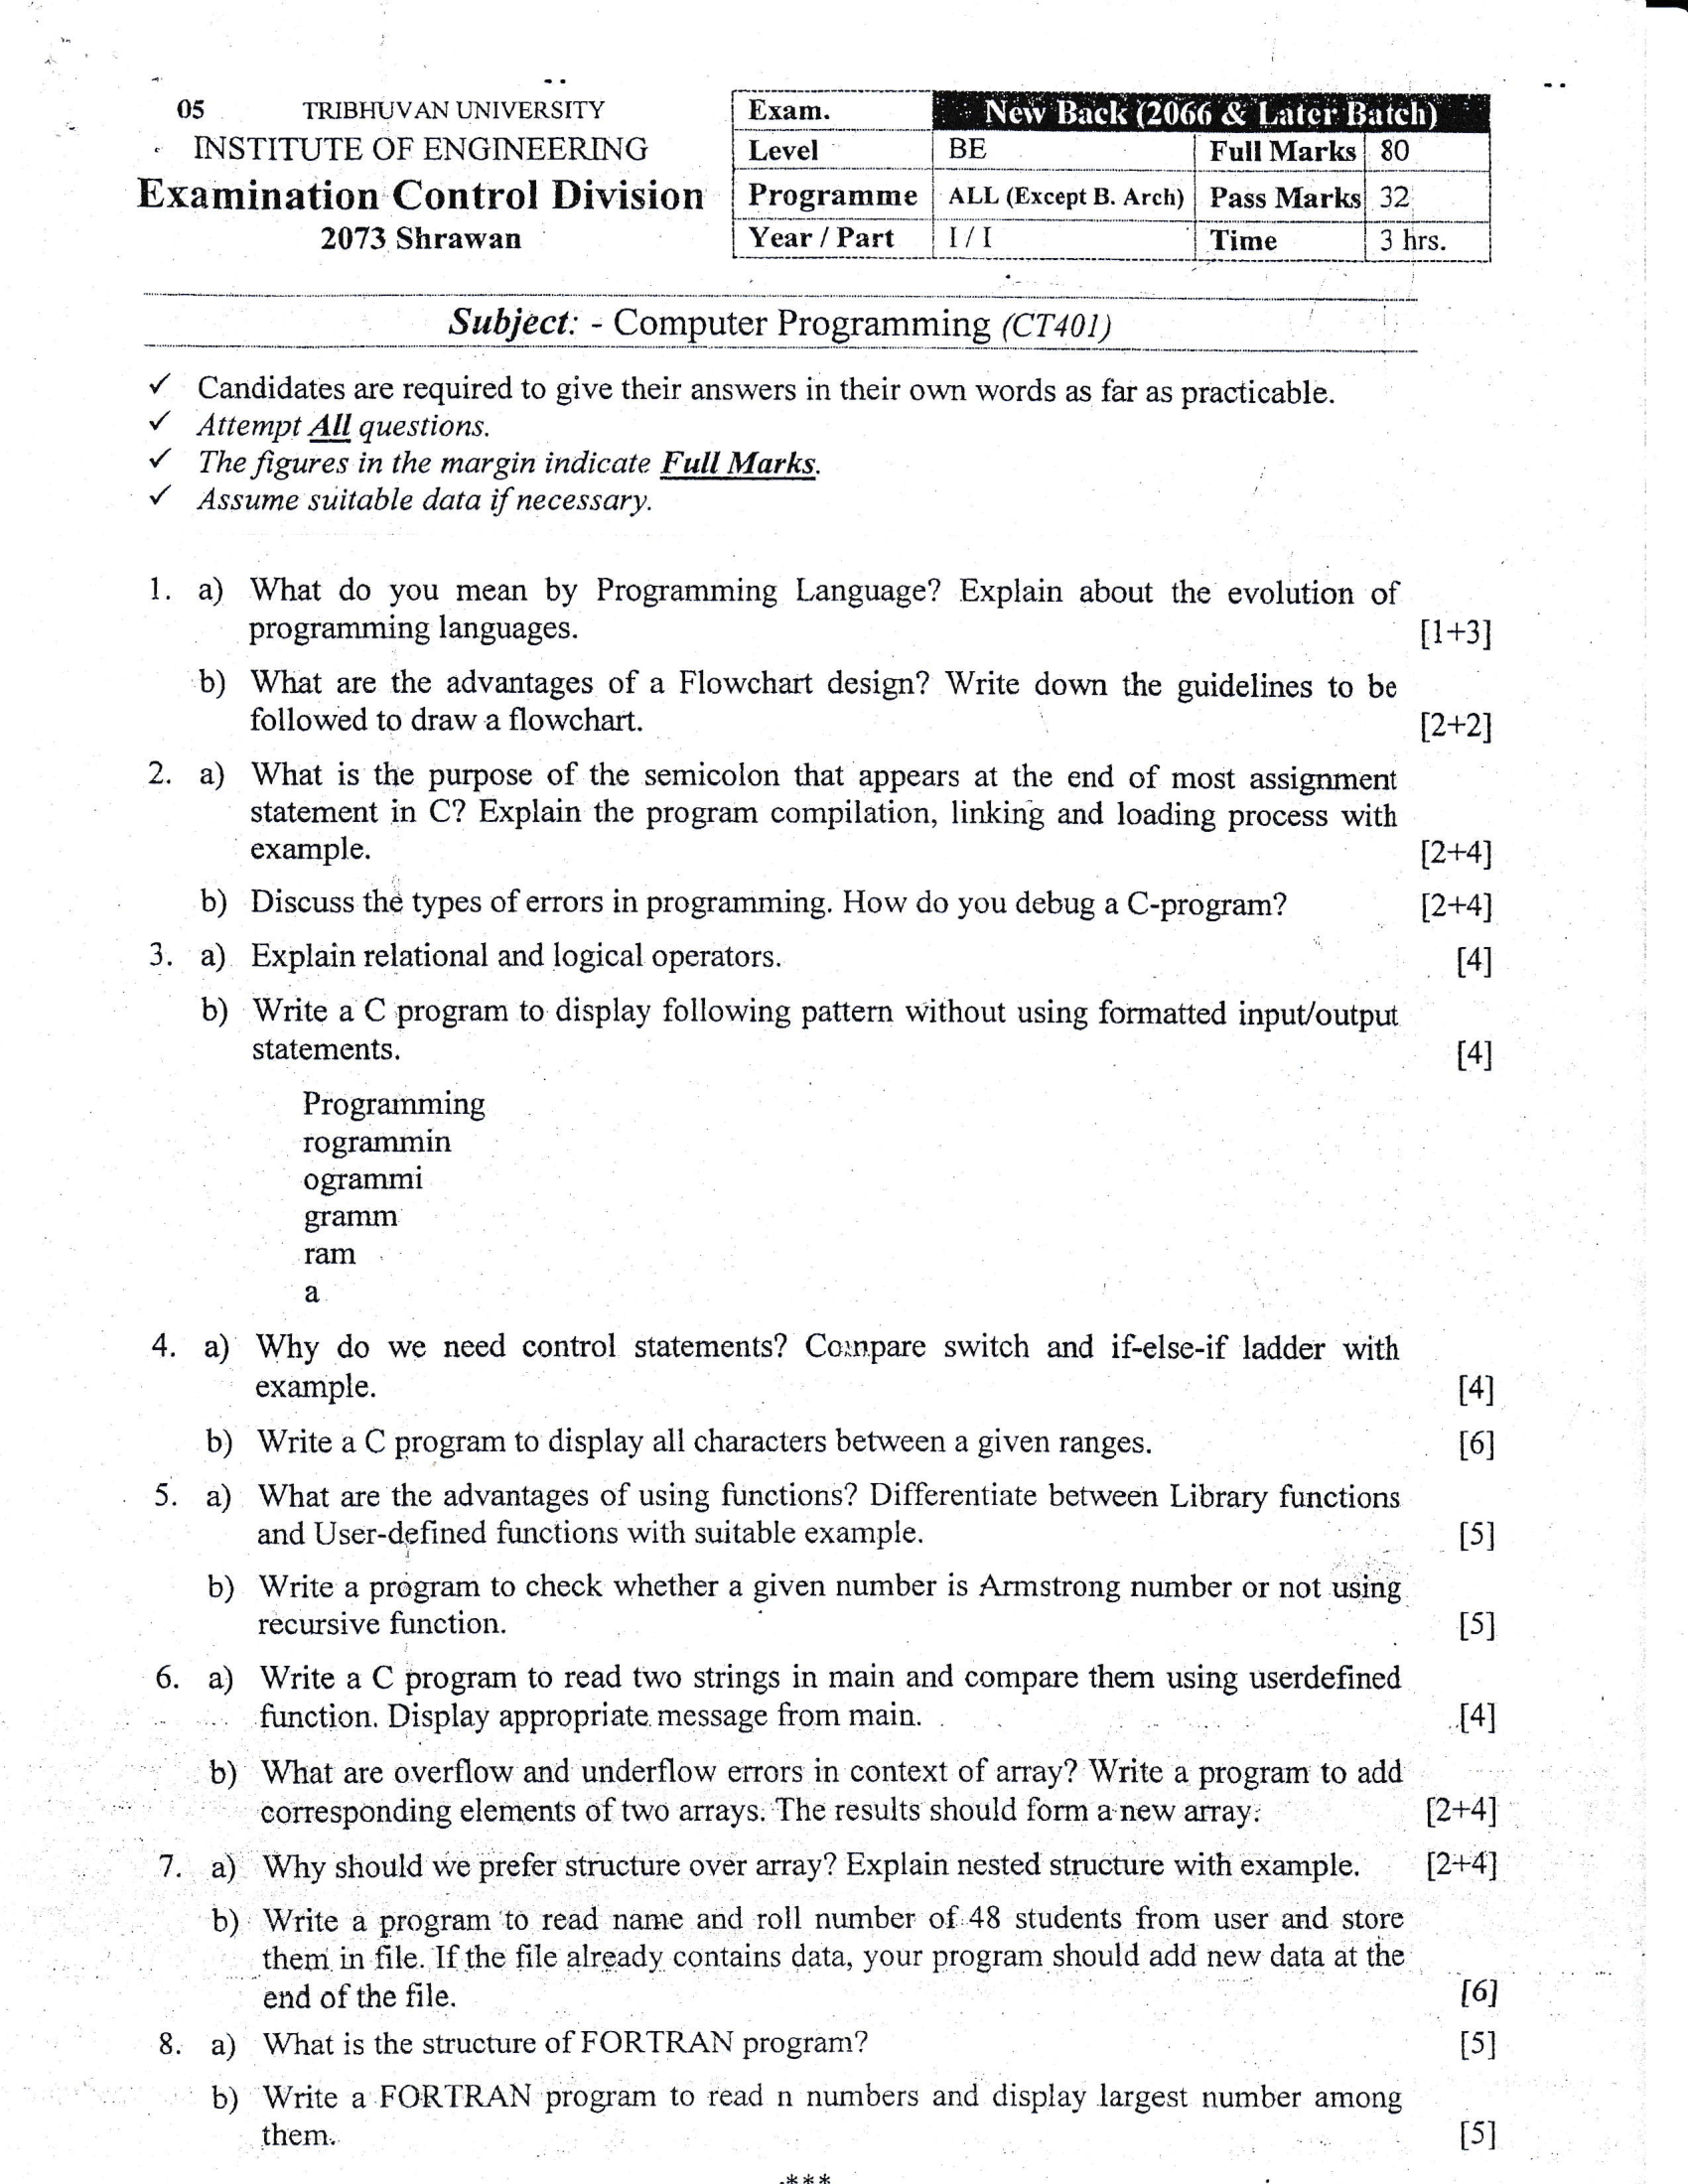 05 TRIBHUVAN UNIVERSITY
INSTITUTE OF ENGINEERING
Examination Control Division
2073 Shrawan
Exam. New Back (2066 & Later Batch)
Level BE Full Marks 80
Programme ALL (Except B. Arch) Pass Marks 32
Year / Part I / I Time 3 hrs.
Subject: - Computer Programming (CT401)
✓ Candidates are required to give their answers in their own words as far as practicable.
✓ Attempt All questions.
✓ The figures in the margin indicate Full Marks.
✓ Assume suitable data if necessary.
1. a) What do you mean by Programming Language? Explain about the evolution of
programming languages. [1+3]
b) What are the advantages of a Flowchart design? Write down the guidelines to be
followed to draw a flowchart. [2+2]
2. a) What is the purpose of the semicolon that appears at the end of most assignment
statement in C? Explain the program compilation, linking and loading process with
example. [2+4]
b) Discuss the types of errors in programming. How do you debug a C-program? [2+4]
3. a) Explain relational and logical operators. [4]
b) Write a C program to display following pattern without using formatted input/output
statements. [4]
Programming
rogrammin
ogrammi
gramm
ram
a
4. a) Why do we need control statements? Compare switch and if-else-if ladder with
example. [4]
b) Write a C program to display all characters between a given ranges. [6]
5. a) What are the advantages of using functions? Differentiate between Library functions
and User-defined functions with suitable example. [5]
b) Write a program to check whether a given number is Armstrong number or not using
recursive function. [5]
6. a) Write a C program to read two strings in main and compare them using userdefined
function. Display appropriate message from main. [4]
b) What are overflow and underflow errors in context of array? Write a program to add
corresponding elements of two arrays. The results should form a new array. [2+4]
7. a) Why should we prefer structure over array? Explain nested structure with example. [2+4]
b) Write a program to read name and roll number of 48 students from user and store
them in file. If the file already contains data, your program should add new data at the
end of the file. [6]
8. a) What is the structure of FORTRAN program? [5]
b) Write a FORTRAN program to read n numbers and display largest number among
them. [5]
***